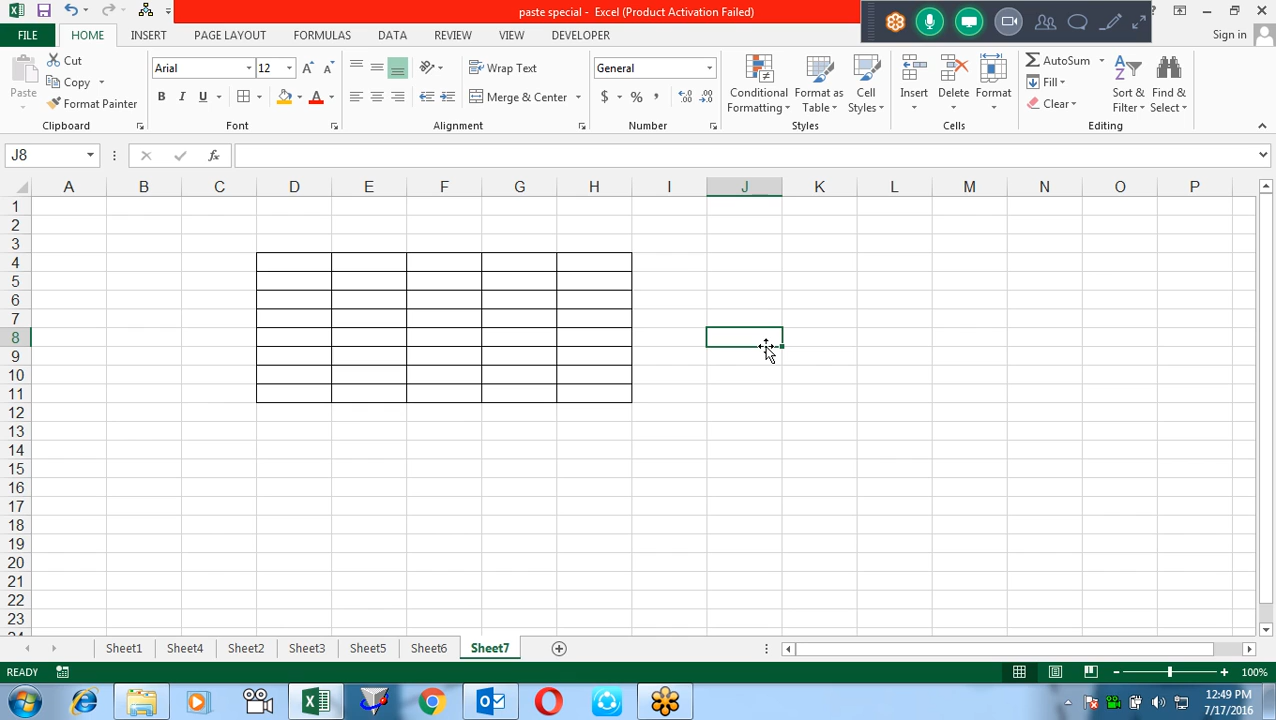 paste special - Excel (Product Activation Failed)
FILE HOME INSERT PAGE LAYOUT FORMULAS DATA REVIEW VIEW DEVELOPER Sign in
Cut
Copy
Format Painter
Paste
Clipboard
Arial 12
B I U
Font
Wrap Text
Merge & Center
Alignment
General
$ % ,
Number
Conditional Formatting
Format as Table
Cell Styles
Styles
Insert Delete Format
Cells
AutoSum
Fill
Clear
Sort & Filter
Find & Select
Editing
J8 fx
A B C D E F G H I J K L M N O P
1
2
3
4
5
6
7
8
9
10
11
12
13
14
15
16
17
18
19
20
21
22
23
Sheet1 Sheet4 Sheet2 Sheet3 Sheet5 Sheet6 Sheet7
READY 100%
12:49 PM
7/17/2016